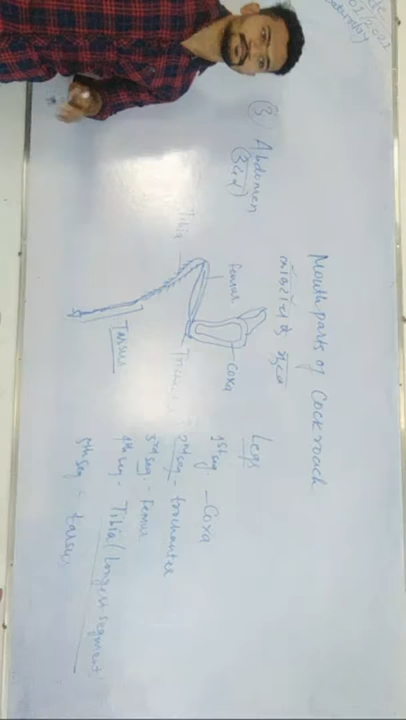 Mouth parts of Cockroach
(3) Abdomen
Femur
Coxa
Tibia
Tarsus
Legs
1st seg - Coxa
2nd seg - trochanter
3rd seg - Femur
4th seg - Tibia (longest segment
5th seg - tarsus